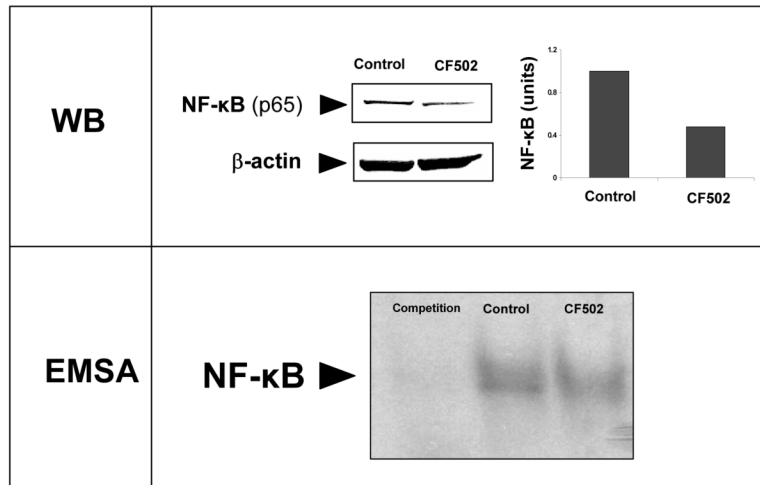 WB
Control CF502
NF-κB (p65)
β-actin
NF-κB (units)
1.2
0.8
0.4
0
Control CF502
EMSA
NF-κB
Competition Control CF502